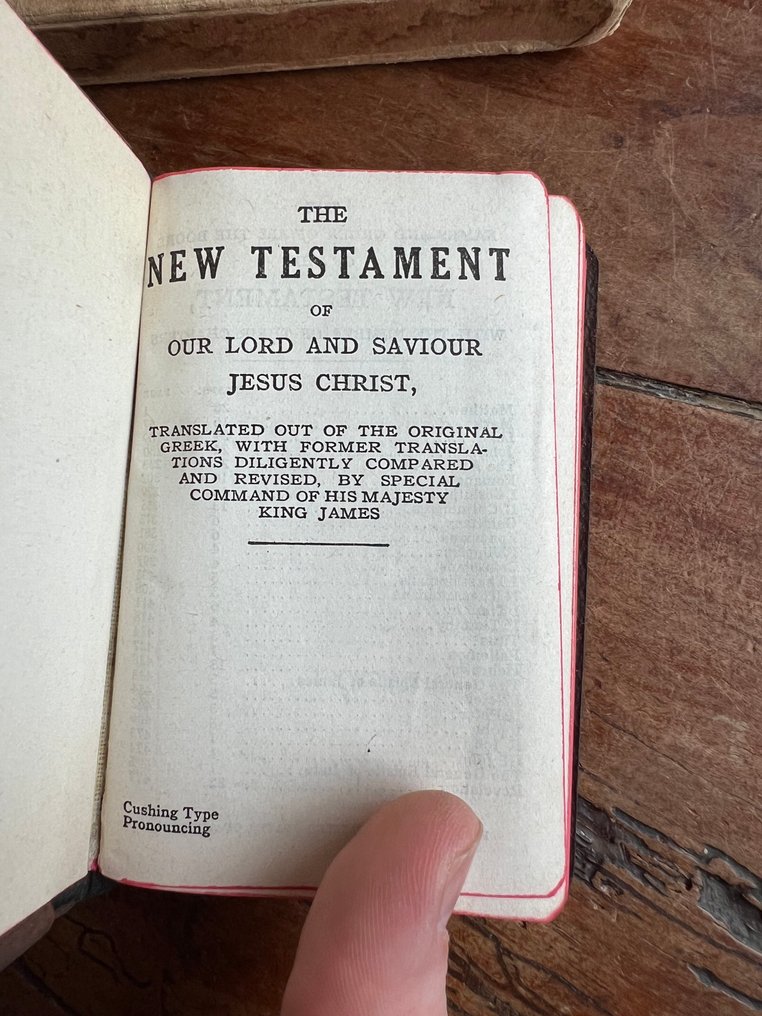 THE
NEW TESTAMENT
OF
OUR LORD AND SAVIOUR
JESUS CHRIST,
TRANSLATED OUT OF THE ORIGINAL
GREEK, WITH FORMER TRANSLA-
TIONS DILIGENTLY COMPARED
AND REVISED, BY SPECIAL
COMMAND OF HIS MAJESTY
KING JAMES
Cushing Type
Pronouncing